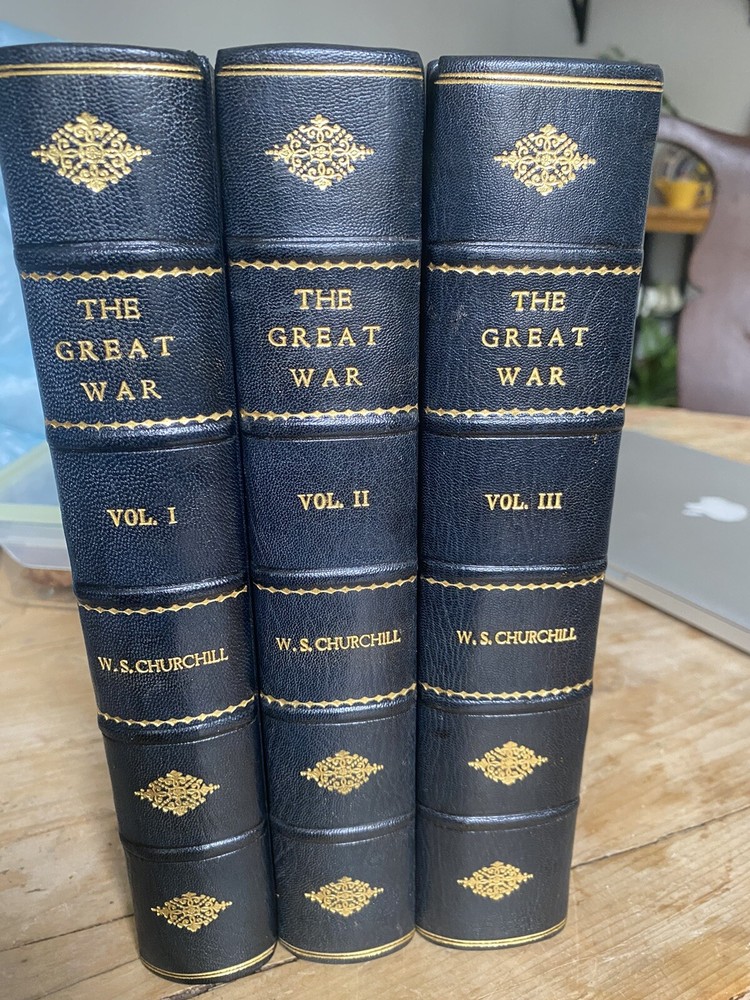 THE
GREAT
WAR
VOL. I
W. S. CHURCHILL
THE
GREAT
WAR
VOL. II
W. S. CHURCHILL
THE
GREAT
WAR
VOL. III
W. S. CHURCHILL